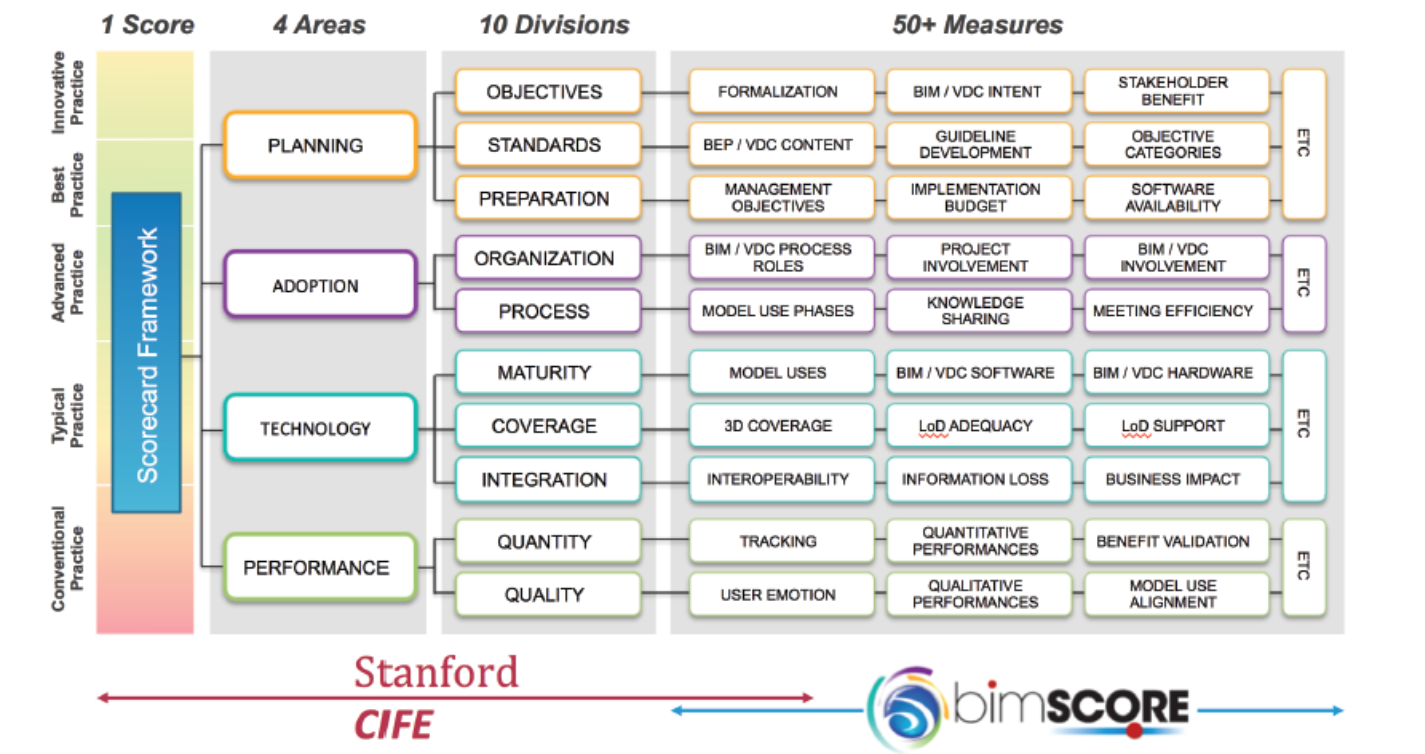 1 Score
4 Areas
10 Divisions
50+ Measures
Innovative
Practice
Best
Practice
Advanced
Practice
Typical
Practice
Conventional
Practice
Scorecard Framework
PLANNING
OBJECTIVES
FORMALIZATION
BIM / VDC INTENT
STAKEHOLDER
BENEFIT
STANDARDS
BEP / VDC CONTENT
GUIDELINE
DEVELOPMENT
OBJECTIVE
CATEGORIES
PREPARATION
MANAGEMENT
OBJECTIVES
IMPLEMENTATION
BUDGET
SOFTWARE
AVAILABILITY
ETC
ADOPTION
ORGANIZATION
BIM / VDC PROCESS
ROLES
PROJECT
INVOLVEMENT
BIM / VDC
INVOLVEMENT
PROCESS
MODEL USE PHASES
KNOWLEDGE
SHARING
MEETING EFFICIENCY
ETC
TECHNOLOGY
MATURITY
MODEL USES
BIM / VDC SOFTWARE
BIM / VDC HARDWARE
COVERAGE
3D COVERAGE
LoD ADEQUACY
LoD SUPPORT
INTEGRATION
INTEROPERABILITY
INFORMATION LOSS
BUSINESS IMPACT
ETC
PERFORMANCE
QUANTITY
TRACKING
QUANTITATIVE
PERFORMANCES
BENEFIT VALIDATION
QUALITY
USER EMOTION
QUALITATIVE
PERFORMANCES
MODEL USE
ALIGNMENT
ETC
Stanford
CIFE
bimSCORE